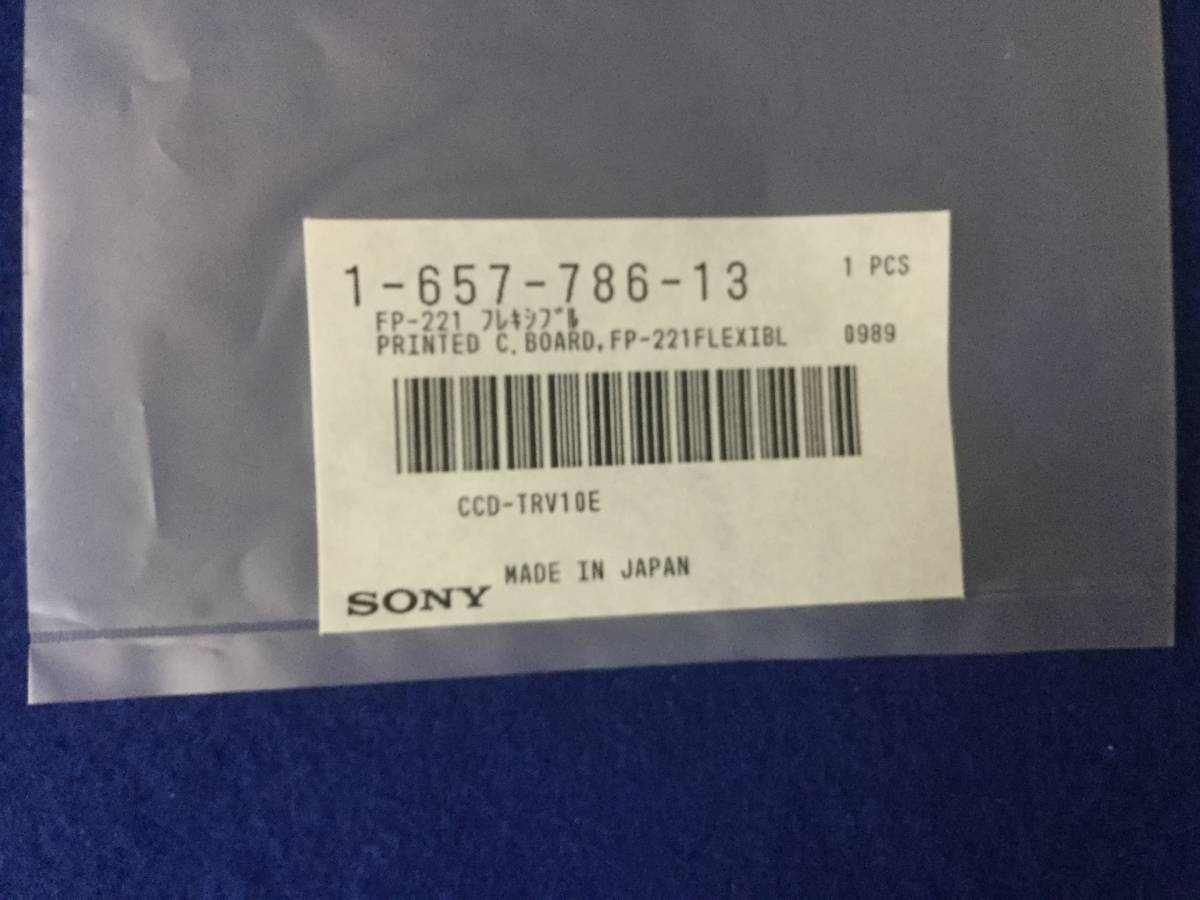 1-657-786-13 1 PCS
FP-221 ﾌﾚｷｼﾌﾞﾙ
PRINTED C.BOARD,FP-221FLEXIBL 0989
CCD-TRV10E
MADE IN JAPAN
SONY